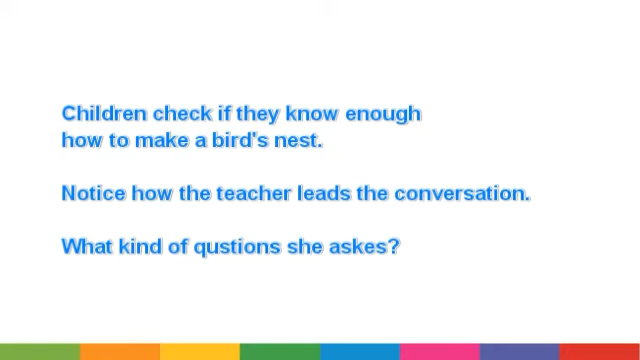 Children check if they know enough
how to make a bird's nest.
Notice how the teacher leads the conversation.
What kind of qustions she askes?